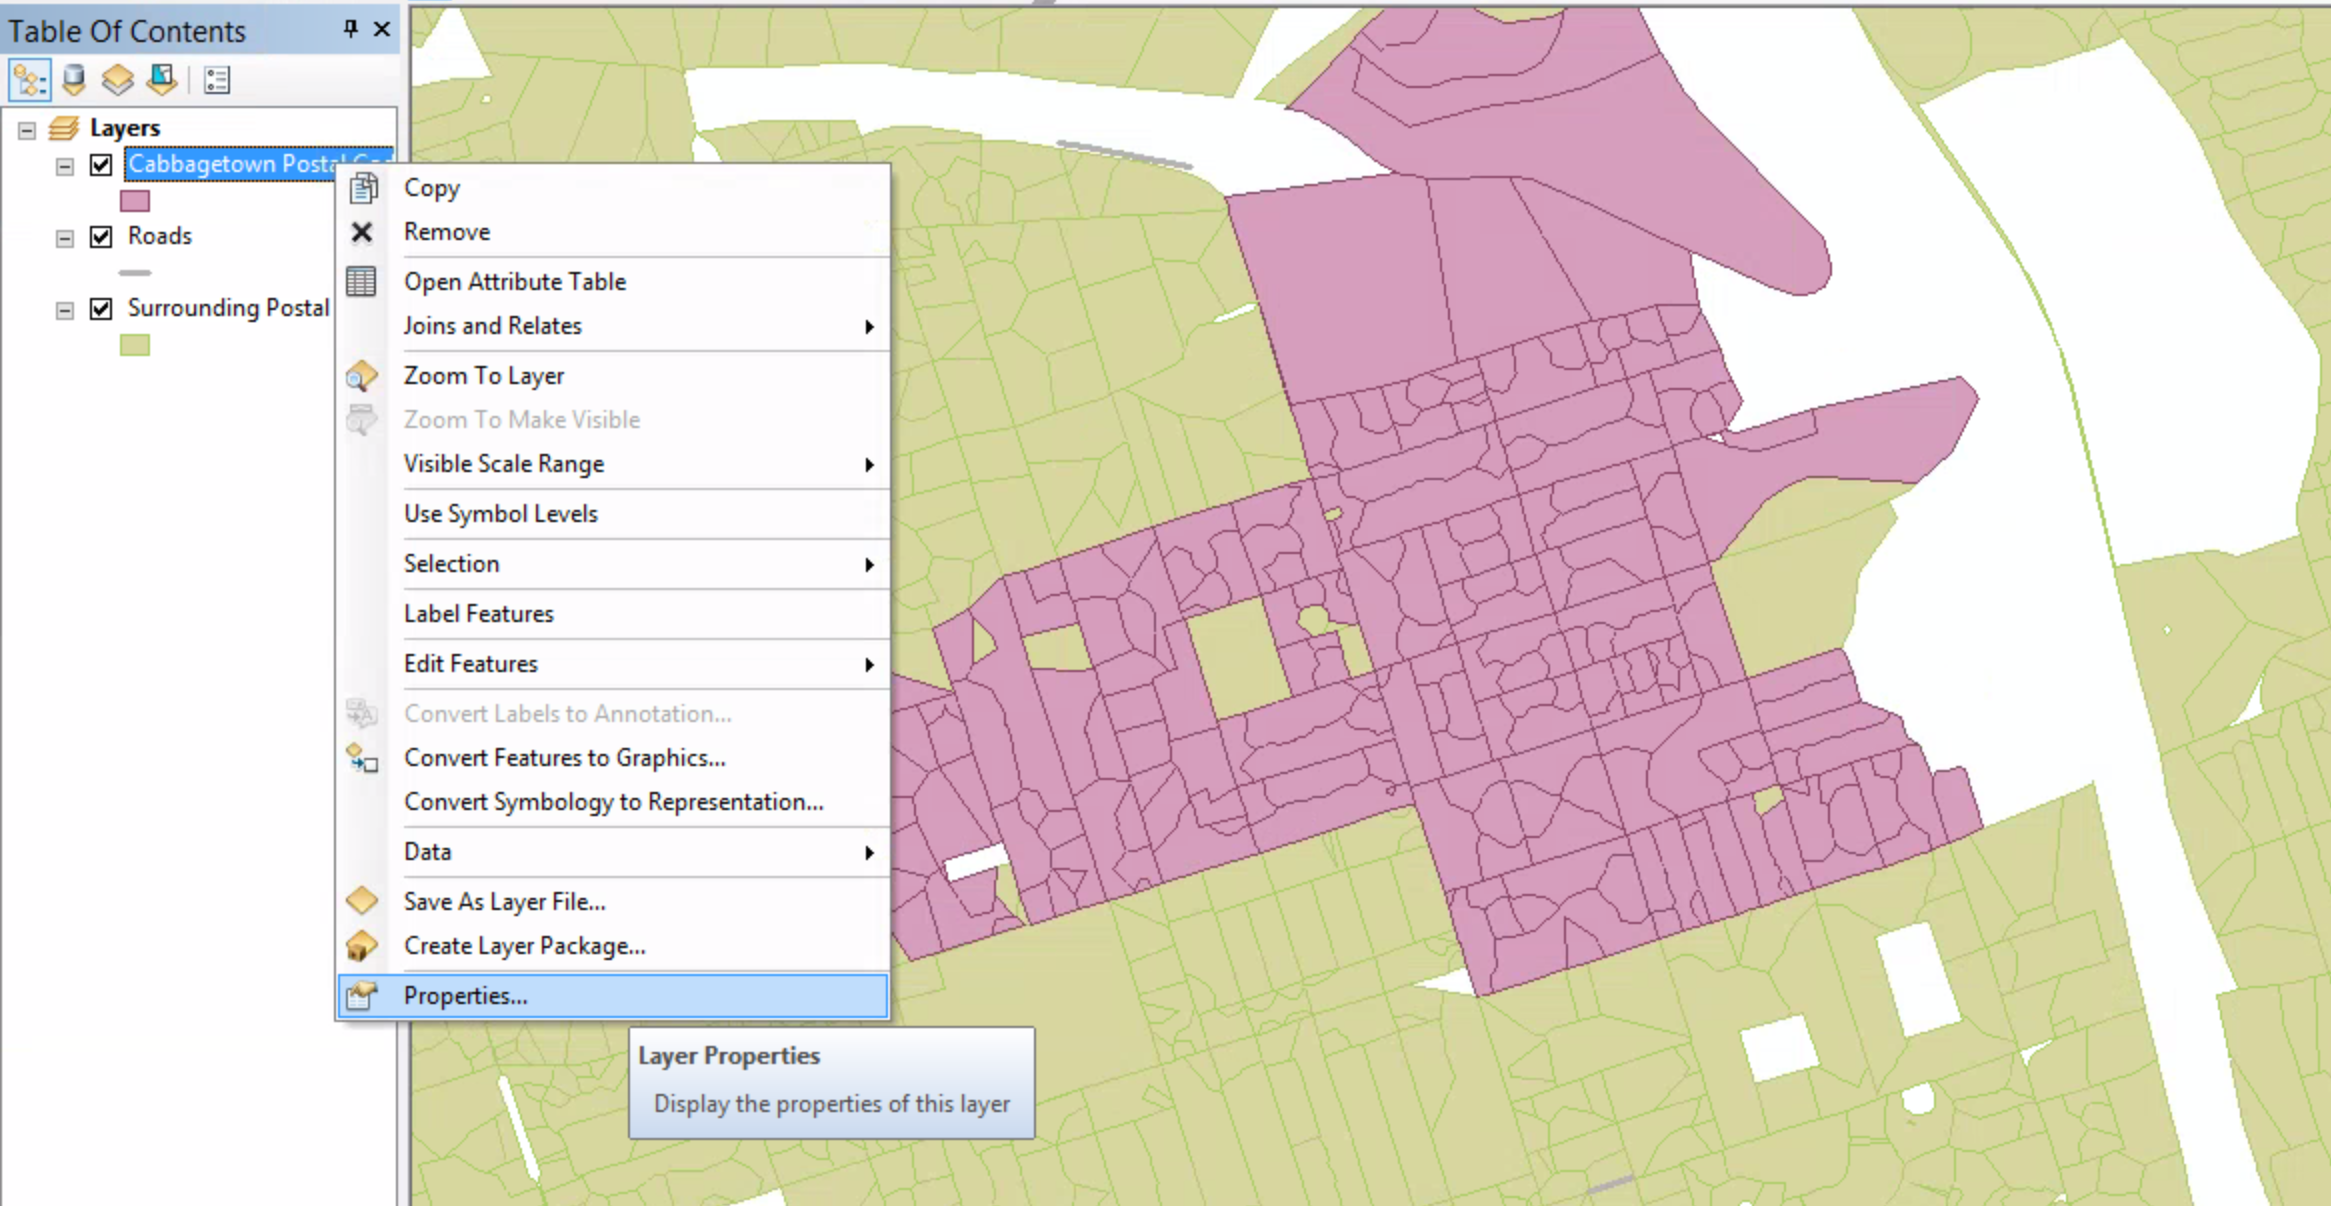 Table Of Contents
Layers
Cabbagetown Postal
Roads
Surrounding Postal
Copy
Remove
Open Attribute Table
Joins and Relates
Zoom To Layer
Zoom To Make Visible
Visible Scale Range
Use Symbol Levels
Selection
Label Features
Edit Features
Convert Labels to Annotation...
Convert Features to Graphics...
Convert Symbology to Representation...
Data
Save As Layer File...
Create Layer Package...
Properties...
Layer Properties
Display the properties of this layer